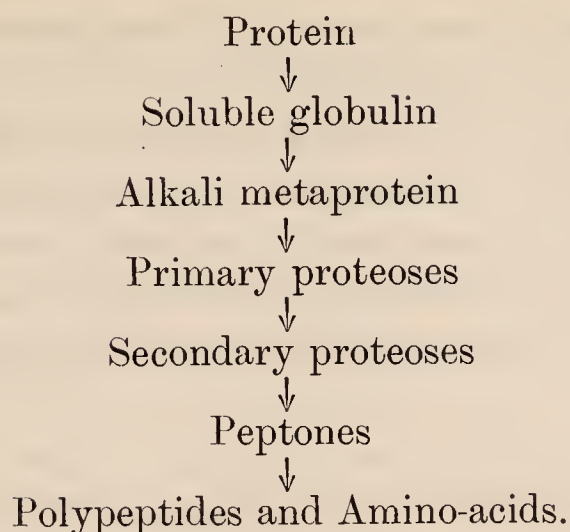 Protein
↓
Soluble globulin
↓
Alkali metaprotein
↓
Primary proteoses
↓
Secondary proteoses
↓
Peptones
↓
Polypeptides and Amino-acids.